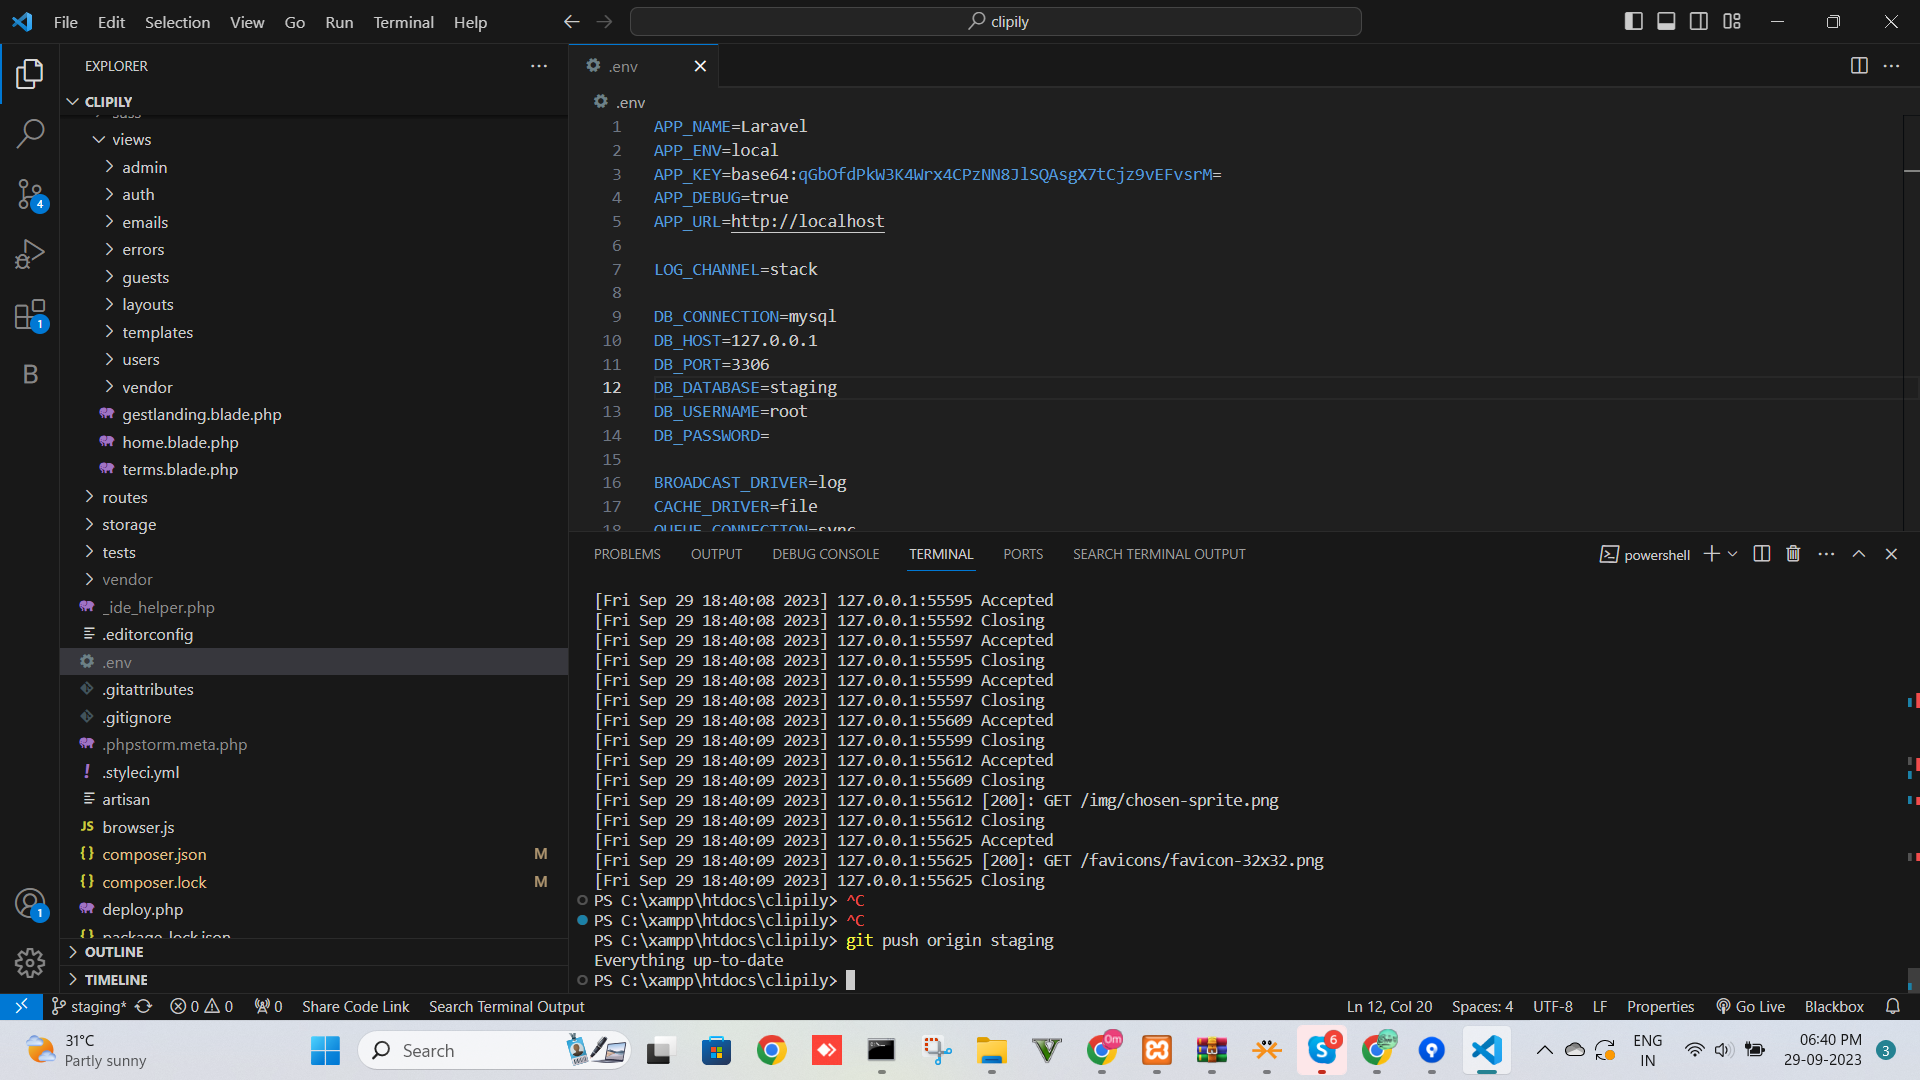 File Edit Selection View Go Run Terminal Help
clipily
EXPLORER
CLIPILY
views
admin
auth
emails
errors
guests
layouts
templates
users
vendor
gestlanding.blade.php
home.blade.php
terms.blade.php
routes
storage
tests
vendor
_ide_helper.php
.editorconfig
.env
.gitattributes
.gitignore
.phpstorm.meta.php
.styleci.yml
artisan
JS browser.js
composer.json M
composer.lock M
deploy.php
package-lock.json
OUTLINE
TIMELINE
4
1
B
1
.env
.env
1 APP_NAME=Laravel
2 APP_ENV=local
3 APP_KEY=base64:qGbOfdPkW3K4Wrx4CPzNN8JlSQAsgX7tCjz9vEFvsrM=
4 APP_DEBUG=true
5 APP_URL=http://localhost
6
7 LOG_CHANNEL=stack
8
9 DB_CONNECTION=mysql
10 DB_HOST=127.0.0.1
11 DB_PORT=3306
12 DB_DATABASE=staging
13 DB_USERNAME=root
14 DB_PASSWORD=
15
16 BROADCAST_DRIVER=log
17 CACHE_DRIVER=file
18 QUEUE_CONNECTION=sync
PROBLEMS OUTPUT DEBUG CONSOLE TERMINAL PORTS SEARCH TERMINAL OUTPUT powershell
[Fri Sep 29 18:40:08 2023] 127.0.0.1:55595 Accepted
[Fri Sep 29 18:40:08 2023] 127.0.0.1:55592 Closing
[Fri Sep 29 18:40:08 2023] 127.0.0.1:55597 Accepted
[Fri Sep 29 18:40:08 2023] 127.0.0.1:55595 Closing
[Fri Sep 29 18:40:08 2023] 127.0.0.1:55599 Accepted
[Fri Sep 29 18:40:08 2023] 127.0.0.1:55597 Closing
[Fri Sep 29 18:40:08 2023] 127.0.0.1:55609 Accepted
[Fri Sep 29 18:40:09 2023] 127.0.0.1:55599 Closing
[Fri Sep 29 18:40:09 2023] 127.0.0.1:55612 Accepted
[Fri Sep 29 18:40:09 2023] 127.0.0.1:55609 Closing
[Fri Sep 29 18:40:09 2023] 127.0.0.1:55612 [200]: GET /img/chosen-sprite.png
[Fri Sep 29 18:40:09 2023] 127.0.0.1:55612 Closing
[Fri Sep 29 18:40:09 2023] 127.0.0.1:55625 Accepted
[Fri Sep 29 18:40:09 2023] 127.0.0.1:55625 [200]: GET /favicons/favicon-32x32.png
[Fri Sep 29 18:40:09 2023] 127.0.0.1:55625 Closing
PS C:\xampp\htdocs\clipily> ^C
PS C:\xampp\htdocs\clipily> ^C
PS C:\xampp\htdocs\clipily> git push origin staging
Everything up-to-date
PS C:\xampp\htdocs\clipily>
staging* 0 0 0 Share Code Link Search Terminal Output Ln 12, Col 20 Spaces: 4 UTF-8 LF Properties Go Live Blackbox
31°C
Partly sunny
Search
0m
6
ENG
IN
06:40 PM
29-09-2023
3